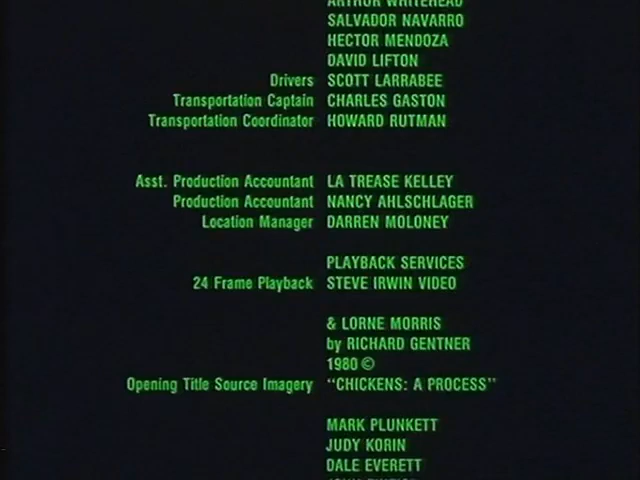 ARTHUR WHITEHEAD
SALVADOR NAVARRO
HECTOR MENDOZA
DAVID LIFTON
Drivers SCOTT LARRABEE
Transportation Captain CHARLES GASTON
Transportation Coordinator HOWARD RUTMAN
Asst. Production Accountant LA TREASE KELLEY
Production Accountant NANCY AHLSCHLAGER
Location Manager DARREN MOLONEY
PLAYBACK SERVICES
24 Frame Playback STEVE IRWIN VIDEO
& LORNE MORRIS
by RICHARD GENTNER
1980 ©
Opening Title Source Imagery "CHICKENS: A PROCESS"
MARK PLUNKETT
JUDY KORIN
DALE EVERETT